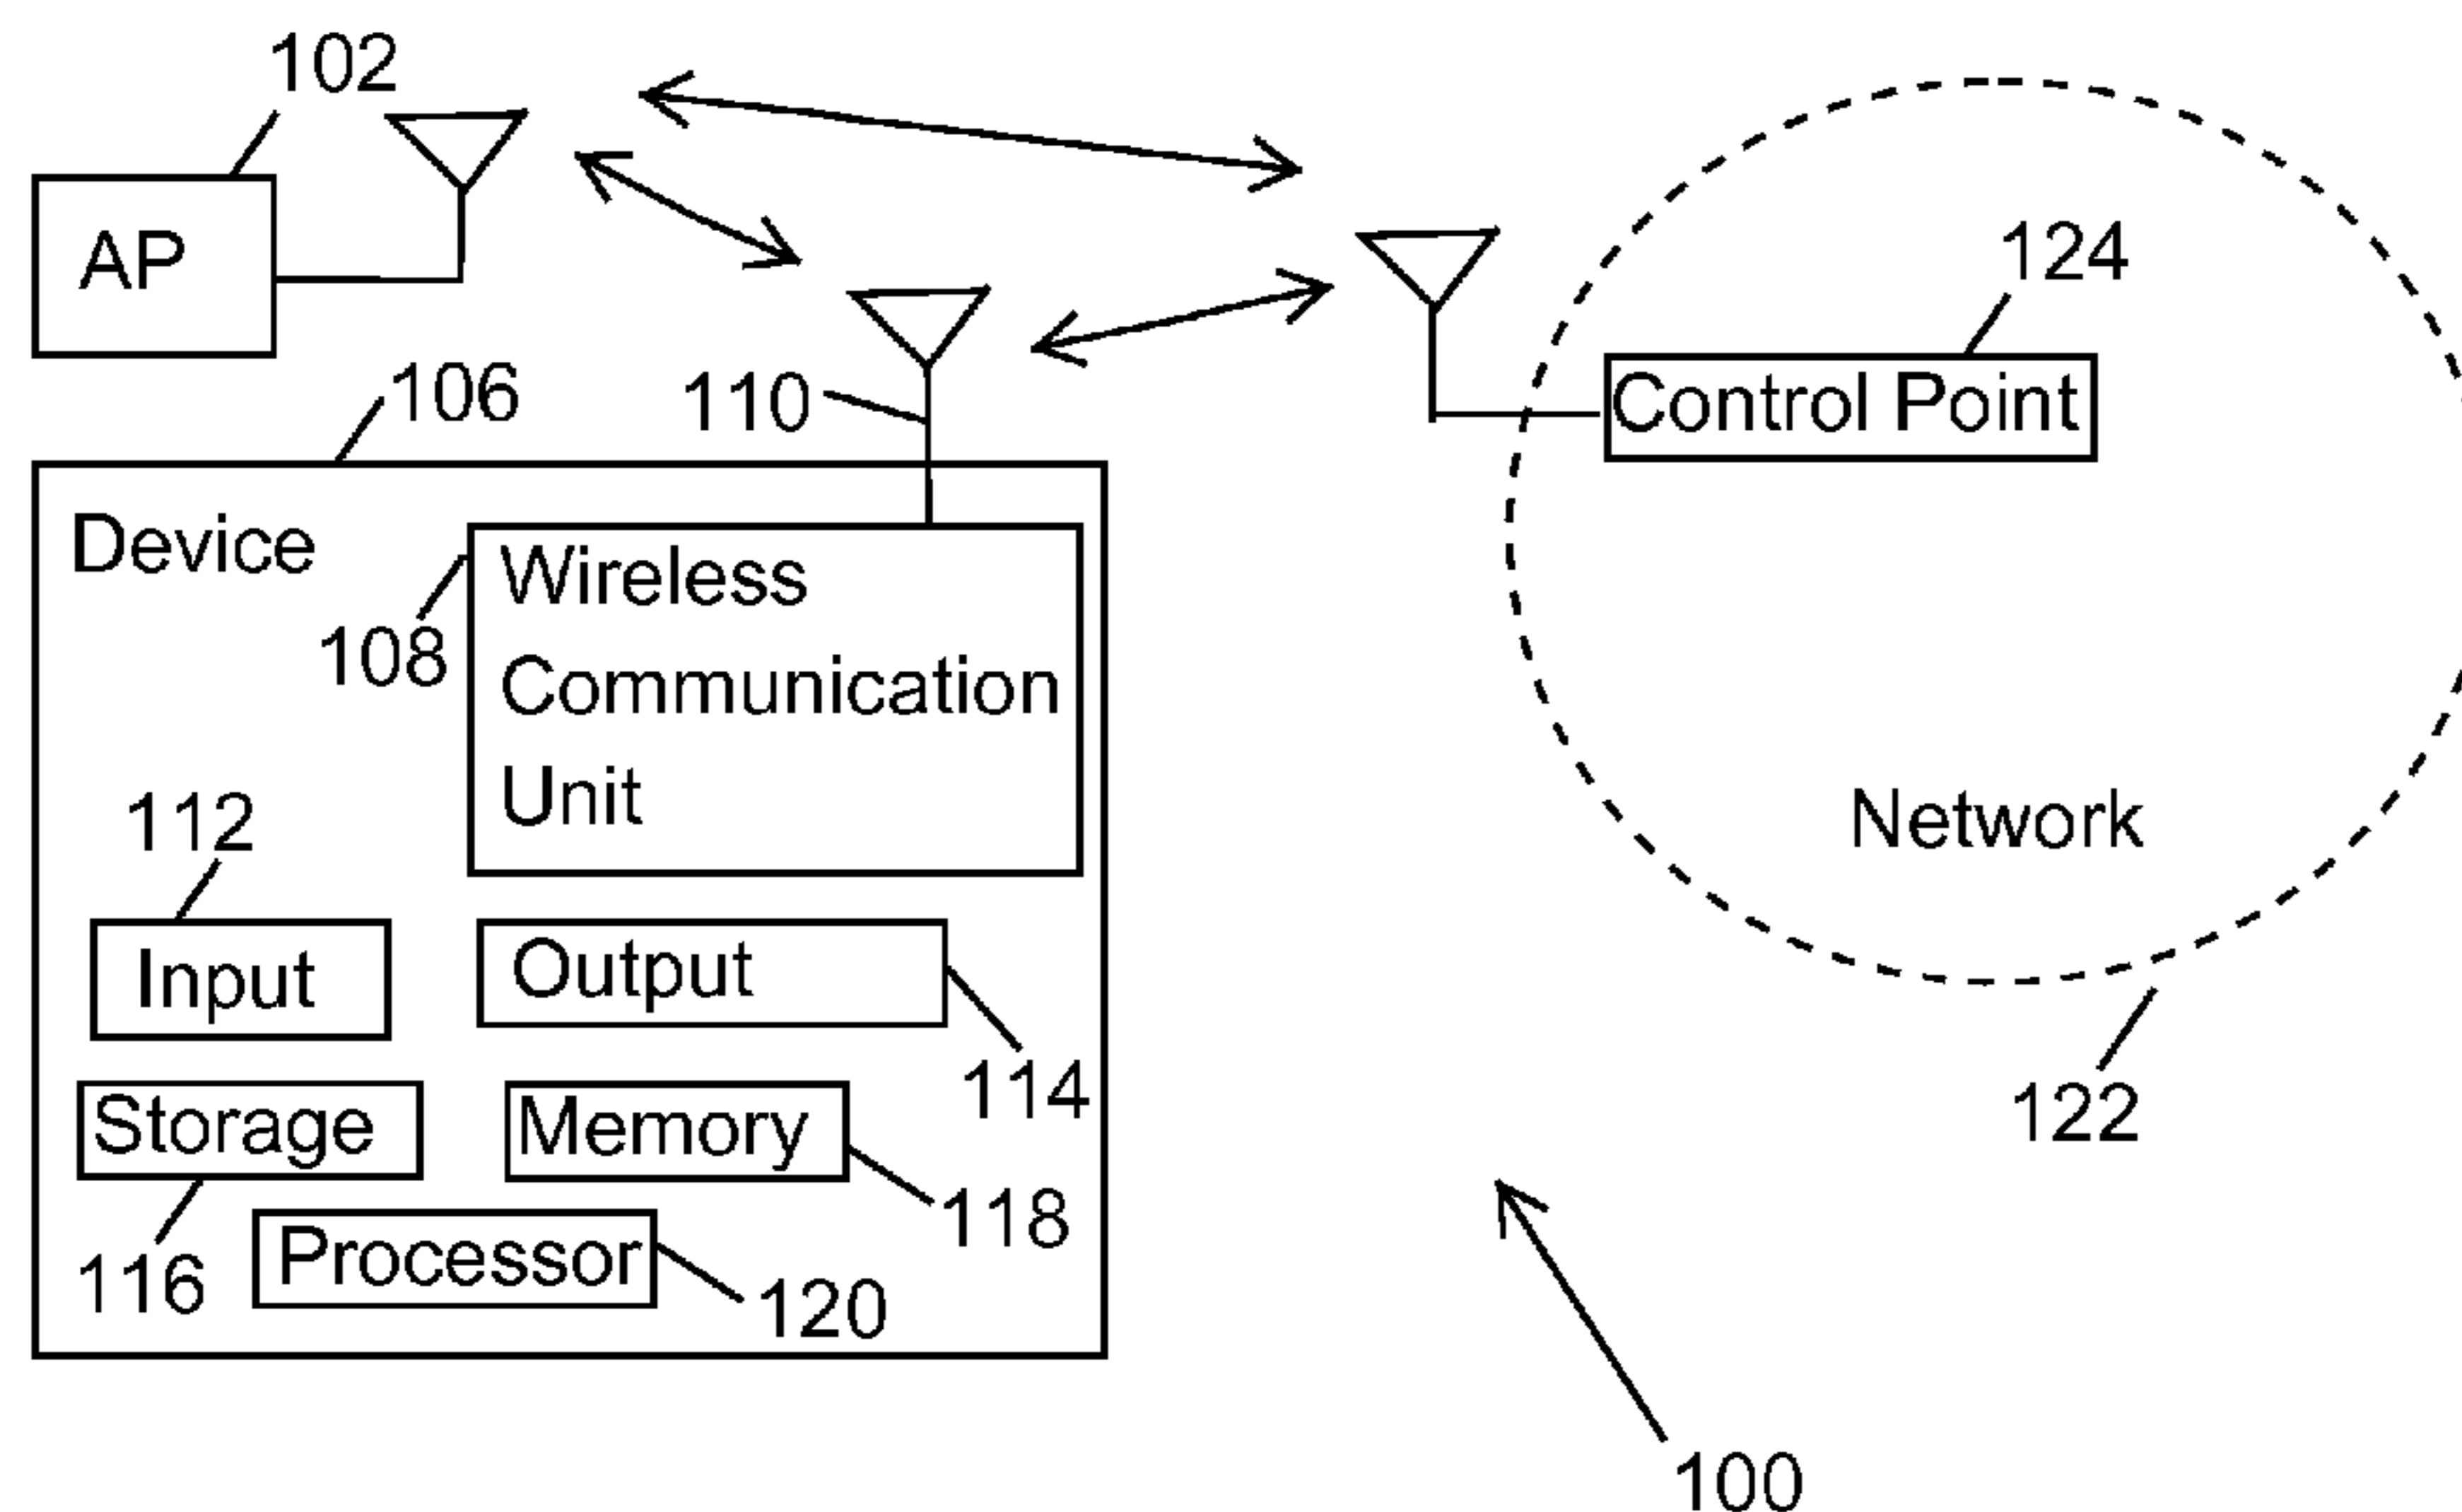 102
AP
124
106
110
Control Point
Device
Wireless
Communication
Unit
108
112
Network
Input
Output
114
Storage
Memory
122
118
116
Processor
120
100